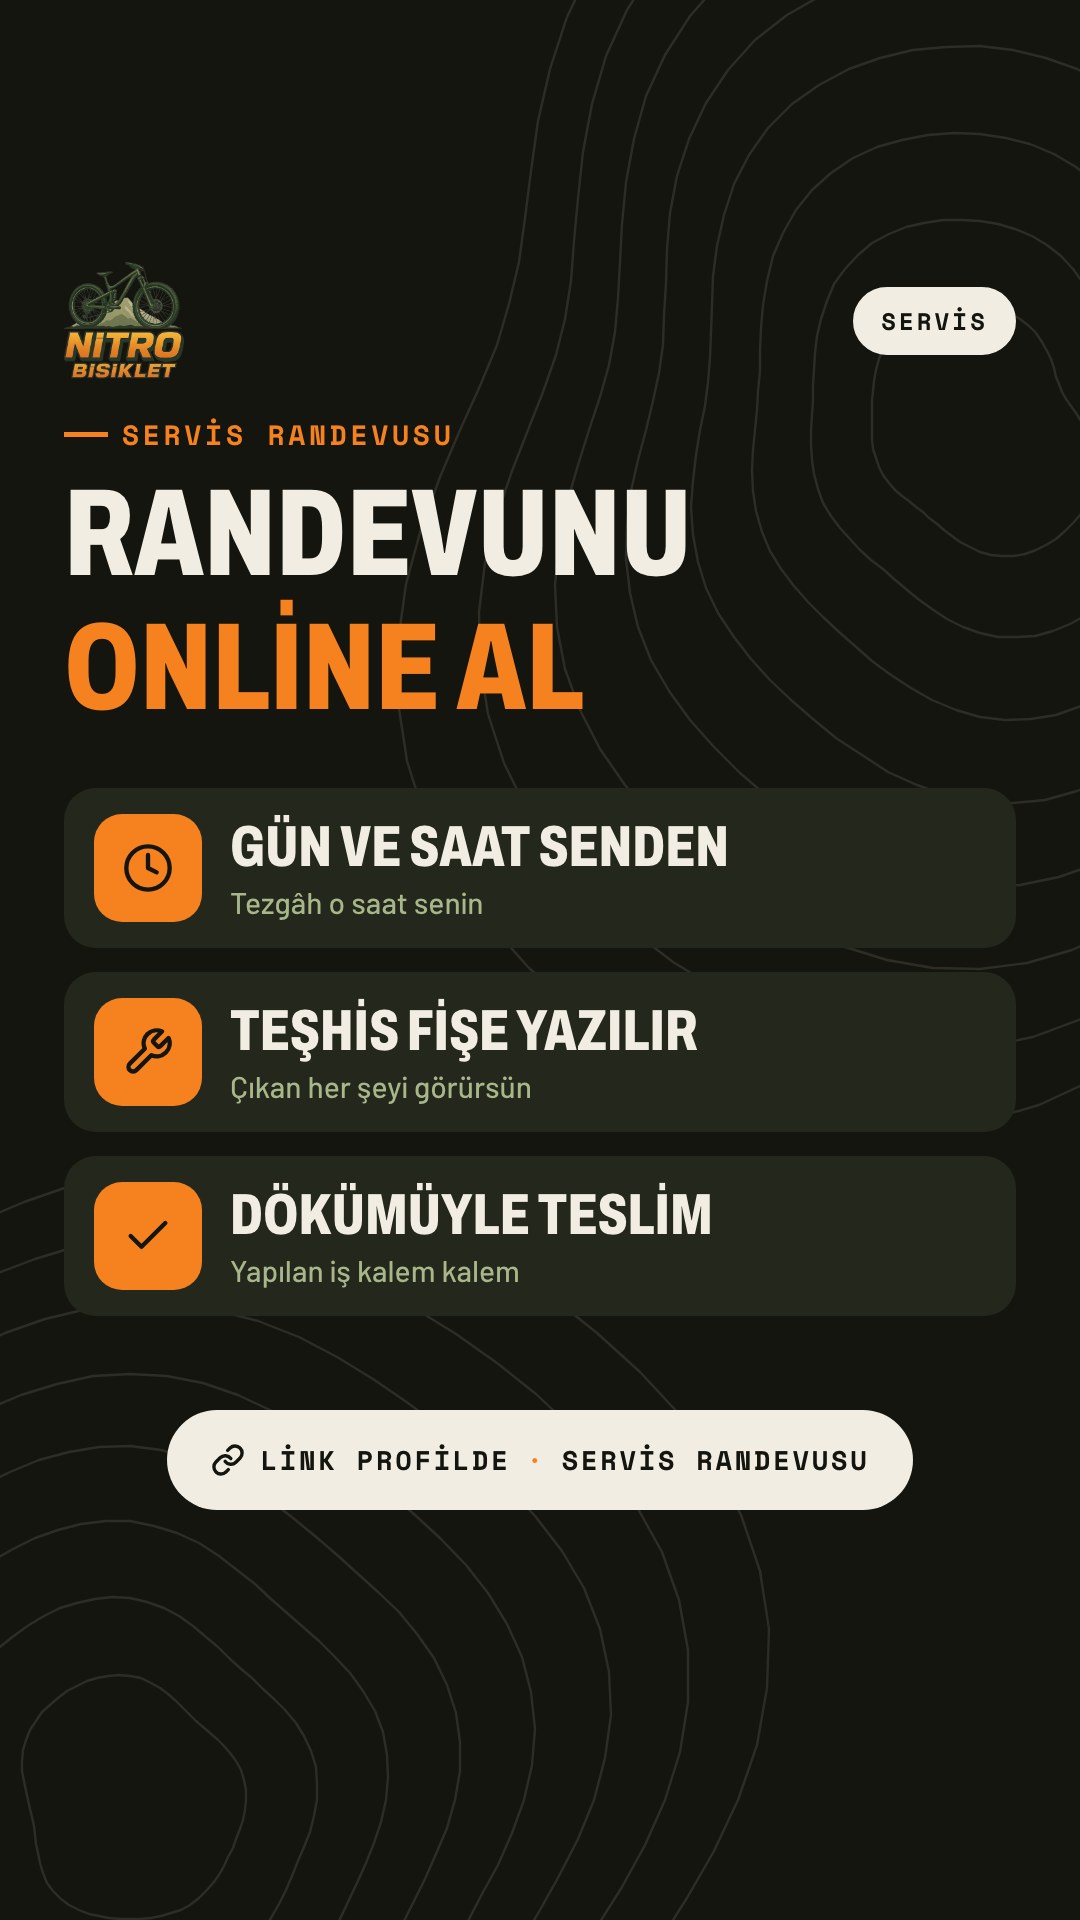 NiTRO
BiSiKLET
SERVİS
SERVİS RANDEVUSU
RANDEVUNU
ONLİNE AL
GÜN VE SAAT SENDEN
Tezgâh o saat senin
TEŞHİS FİŞE YAZILIR
Çıkan her şeyi görürsün
DÖKÜMÜYLE TESLİM
Yapılan iş kalem kalem
LİNK PROFİLDE · SERVİS RANDEVUSU